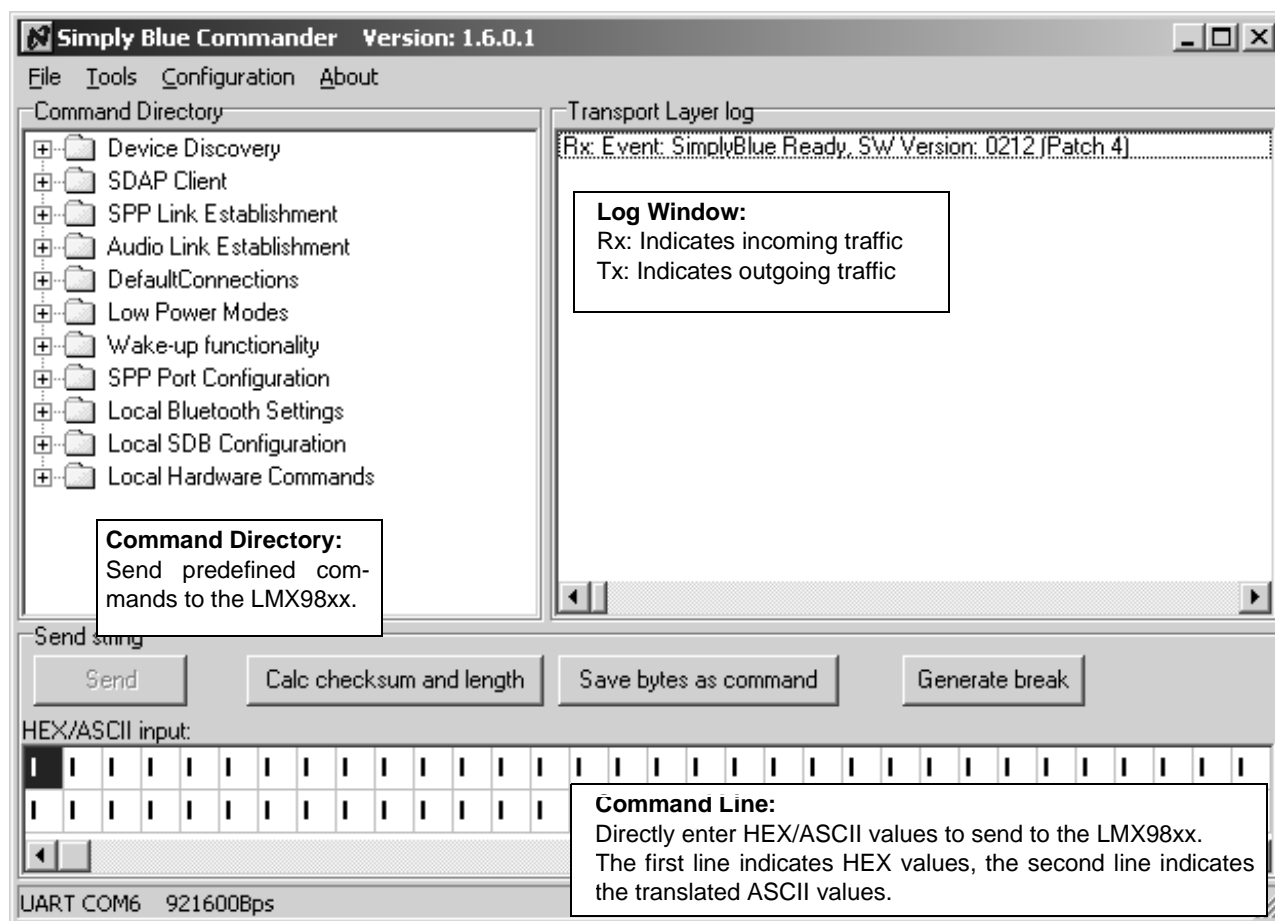 Simply Blue Commander Version: 1.6.0.1
File Tools Configuration About
Command Directory
Device Discovery
SDAP Client
SPP Link Establishment
Audio Link Establishment
DefaultConnections
Low Power Modes
Wake-up functionality
SPP Port Configuration
Local Bluetooth Settings
Local SDB Configuration
Local Hardware Commands
Command Directory:
Send predefined com-
mands to the LMX98xx.
Transport Layer log
Rx: Event: SimplyBlue Ready, SW Version: 0212 (Patch 4)
Log Window:
Rx: Indicates incoming traffic
Tx: Indicates outgoing traffic
Send string
Send Calc checksum and length Save bytes as command Generate break
HEX/ASCII input:
Command Line:
Directly enter HEX/ASCII values to send to the LMX98xx.
The first line indicates HEX values, the second line indicates
the translated ASCII values.
UART COM6 921600Bps